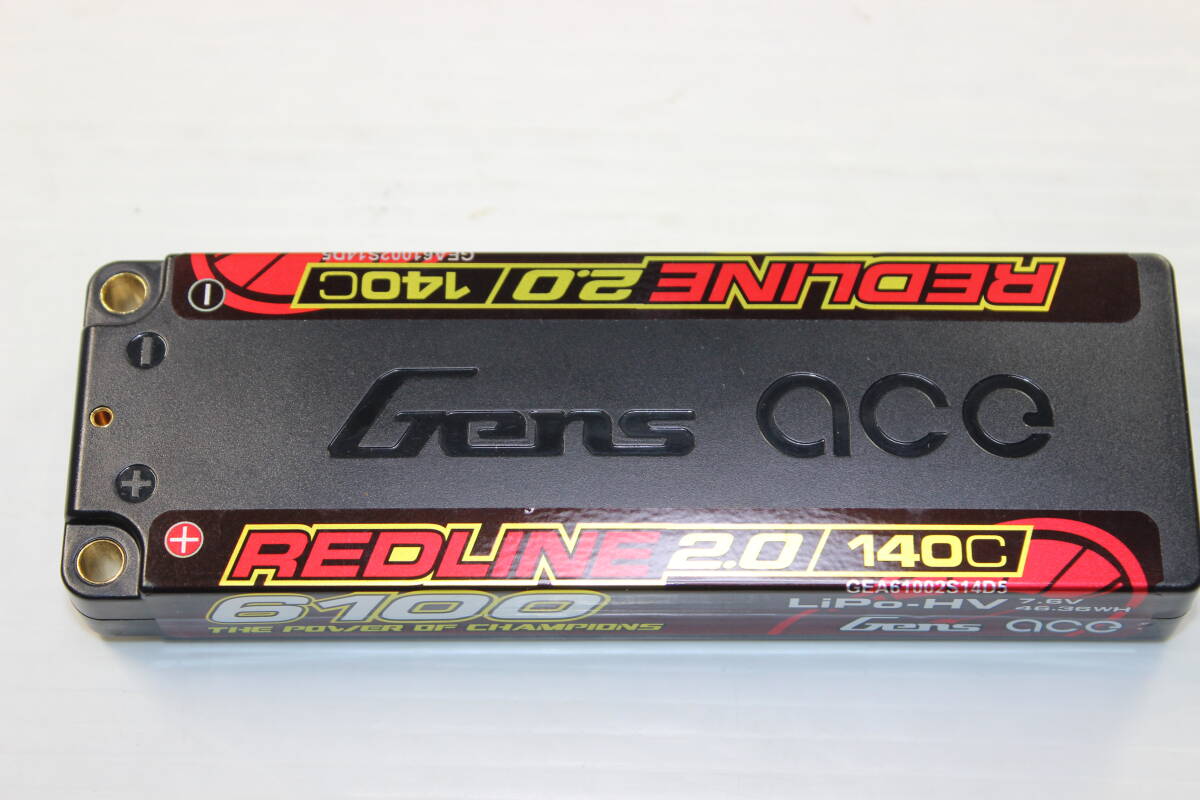 GEA61002S14D5
REDLINE 2.0 / 140C
Gens ace
REDLINE 2.0 / 140C
GEA61002S14D5
6100
LiPo-HV 7.6V
46.36WH
THE POWER OF CHAMPIONS
Gens ace